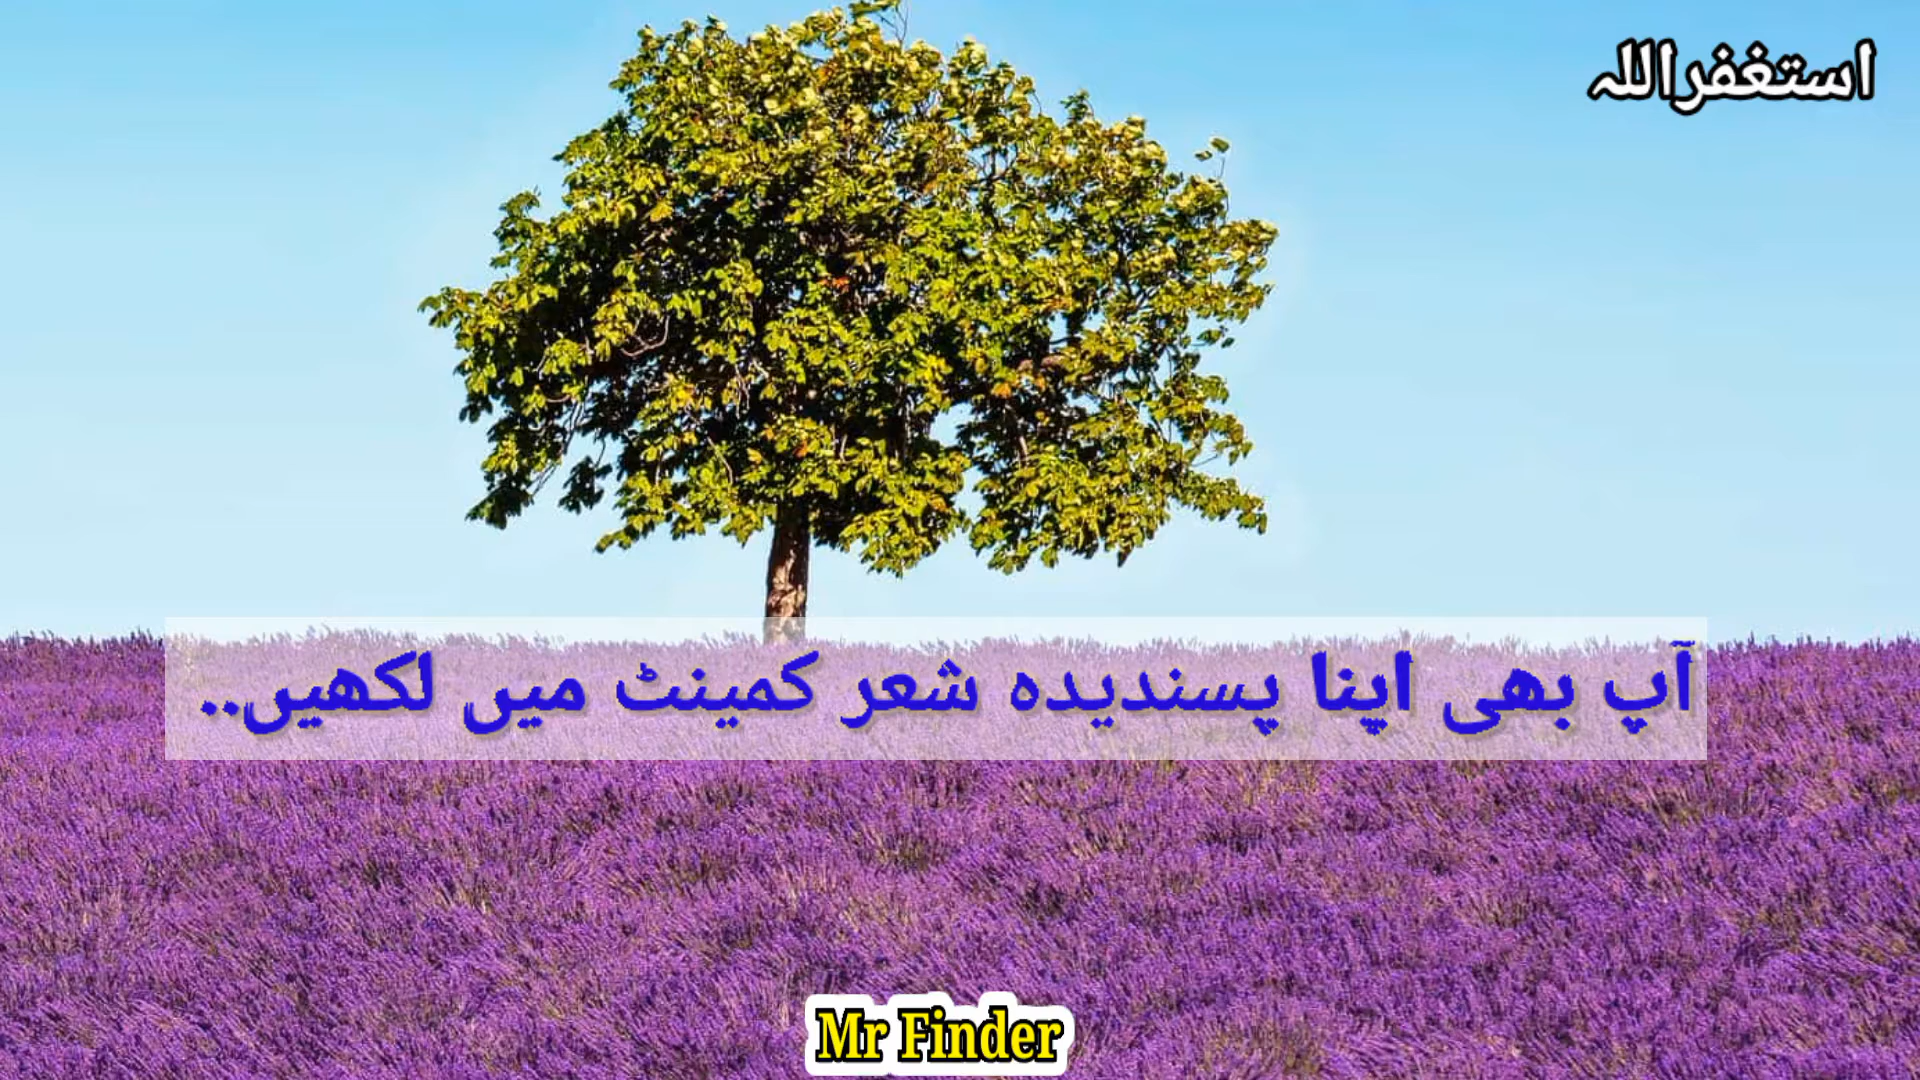 استغفراللہ
آپ بھی اپنا پسندیدہ شعر کمینٹ میں لکھیں..
Mr Finder